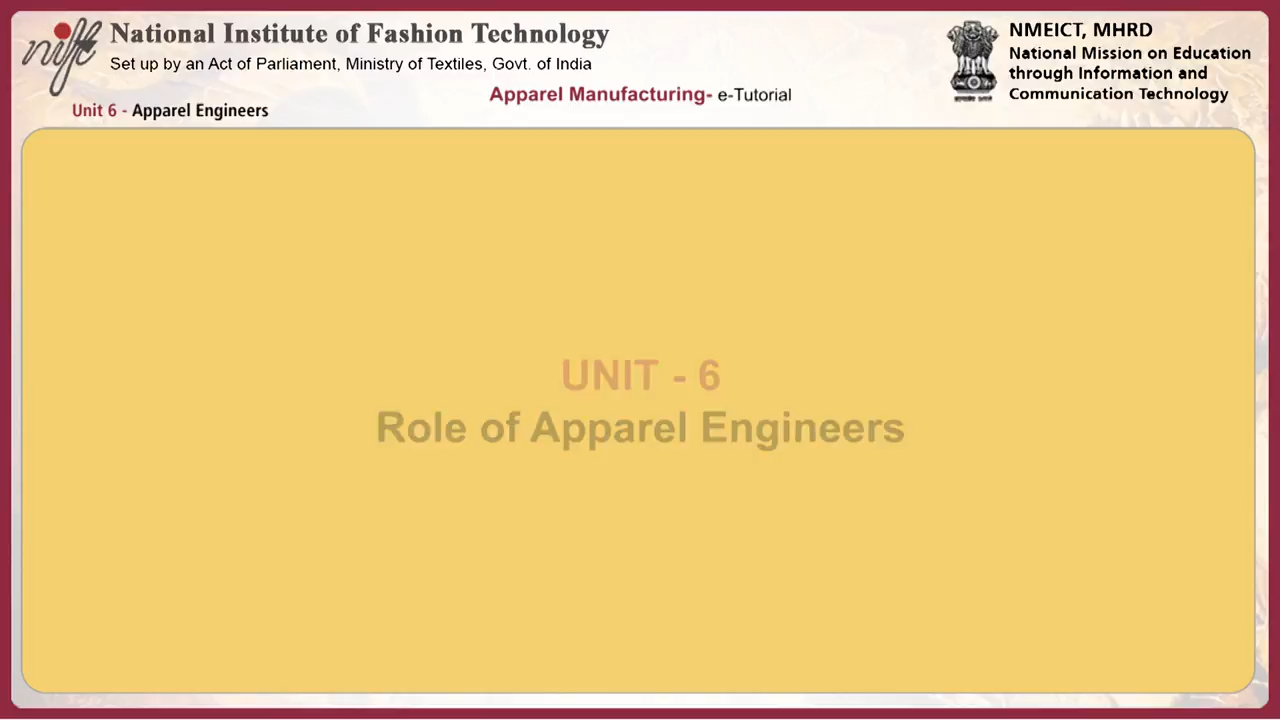 nift
National Institute of Fashion Technology
Set up by an Act of Parliament, Ministry of Textiles, Govt. of India
NMEICT, MHRD
National Mission on Education
through Information and
Communication Technology
Apparel Manufacturing- e-Tutorial
Unit 6 - Apparel Engineers
UNIT - 6
Role of Apparel Engineers